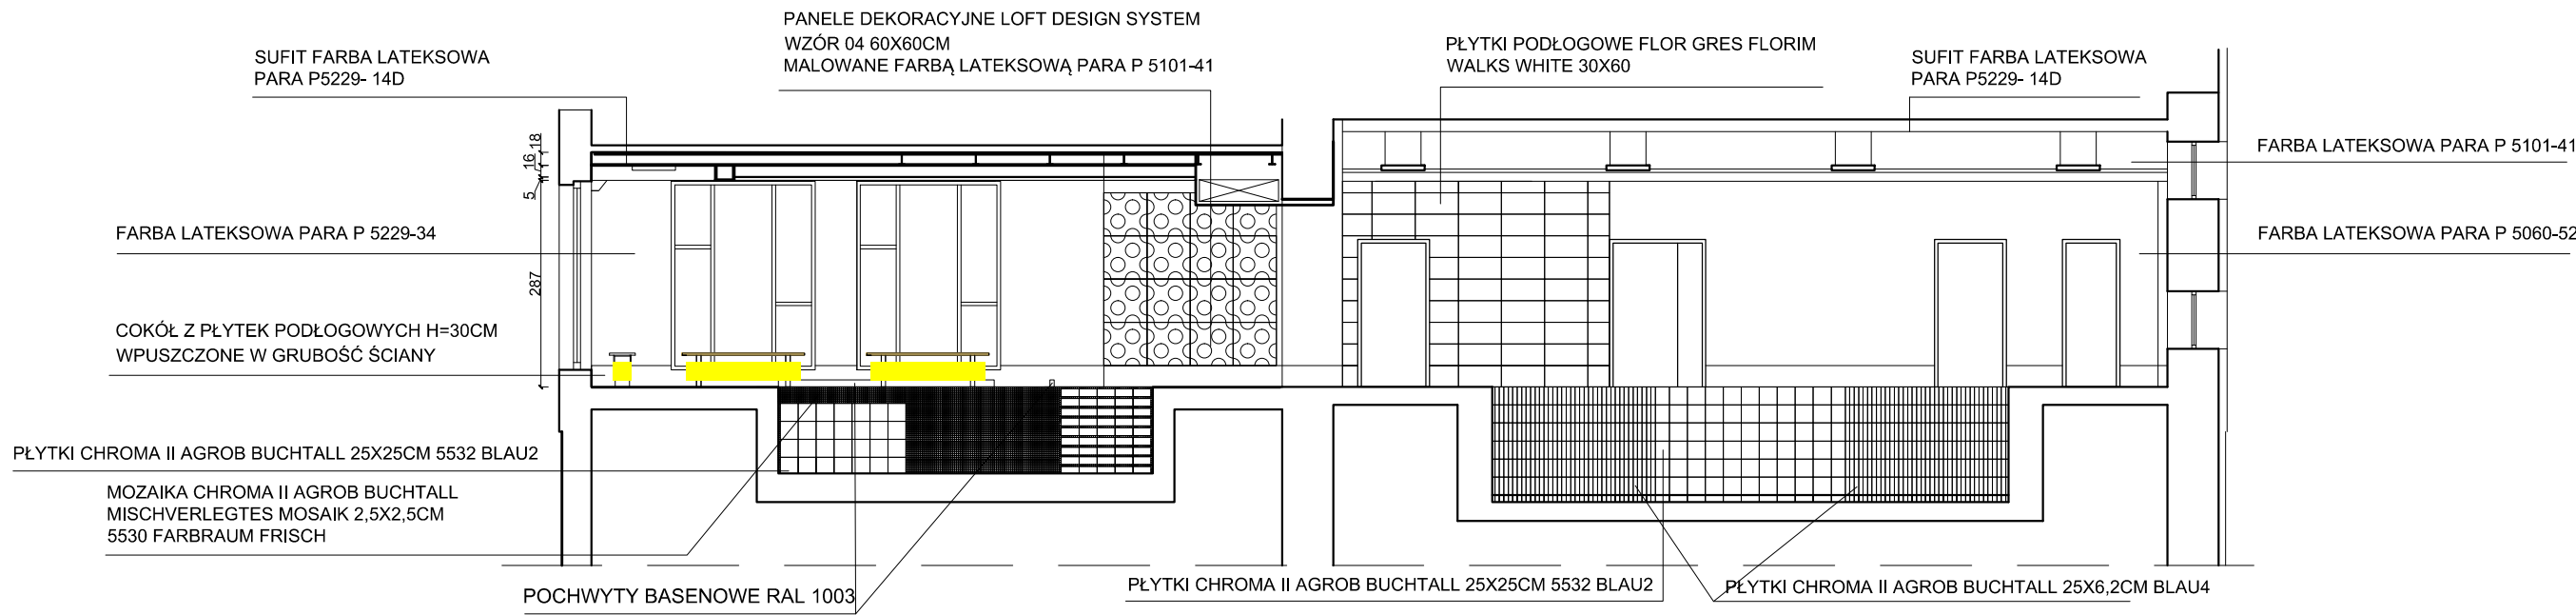 PANELE DEKORACYJNE LOFT DESIGN SYSTEM
WZÓR 04 60X60CM
MALOWANE FARBĄ LATEKSOWĄ PARA P 5101-41
SUFIT FARBA LATEKSOWA
PARA P5229- 14D
PŁYTKI PODŁOGOWE FLOR GRES FLORIM
WALKS WHITE 30X60
SUFIT FARBA LATEKSOWA
PARA P5229- 14D
18
16
5
287
FARBA LATEKSOWA PARA P 5101-41
FARBA LATEKSOWA PARA P 5229-34
FARBA LATEKSOWA PARA P 5060-52
COKÓŁ Z PŁYTEK PODŁOGOWYCH H=30CM
WPUSZCZONE W GRUBOŚĆ ŚCIANY
PŁYTKI CHROMA II AGROB BUCHTALL 25X25CM 5532 BLAU2
MOZAIKA CHROMA II AGROB BUCHTALL
MISCHVERLEGTES MOSAIK 2,5X2,5CM
5530 FARBRAUM FRISCH
POCHWYTY BASENOWE RAL 1003
PŁYTKI CHROMA II AGROB BUCHTALL 25X25CM 5532 BLAU2
PŁYTKI CHROMA II AGROB BUCHTALL 25X6,2CM BLAU4